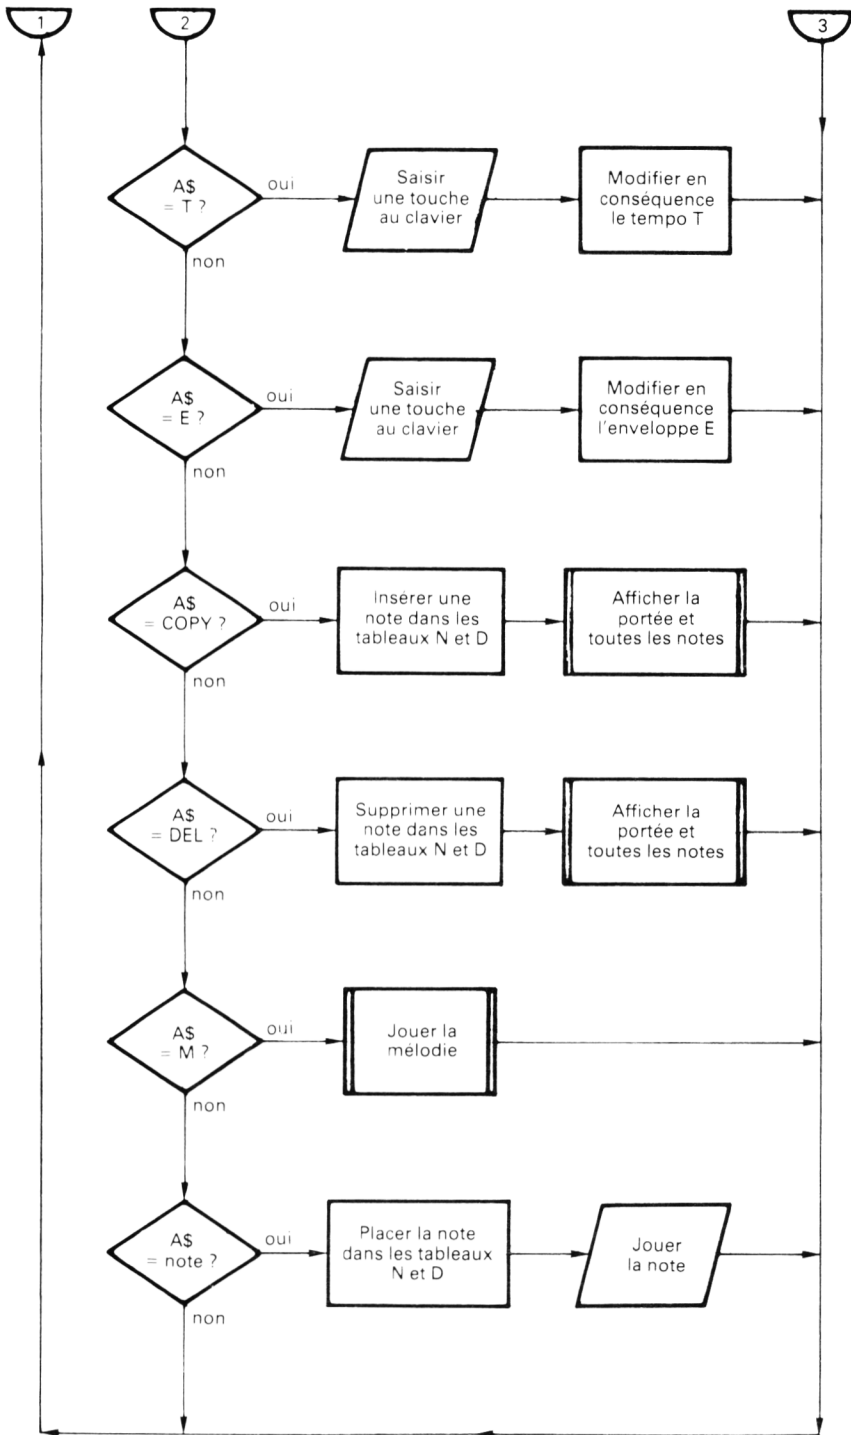 1
2
3
A$
= T ?
oui
non
Saisir
une touche
au clavier
Modifier en
conséquence
le tempo T
A$
= E ?
oui
non
Saisir
une touche
au clavier
Modifier en
conséquence
l'enveloppe E
A$
= COPY ?
oui
non
Insérer une
note dans les
tableaux N et D
Afficher la
portée et
toutes les notes
A$
= DEL ?
oui
non
Supprimer une
note dans les
tableaux N et D
Afficher la
portée et
toutes les notes
A$
= M ?
oui
non
Jouer la
mélodie
A$
= note ?
oui
non
Placer la note
dans les tableaux
N et D
Jouer
la note